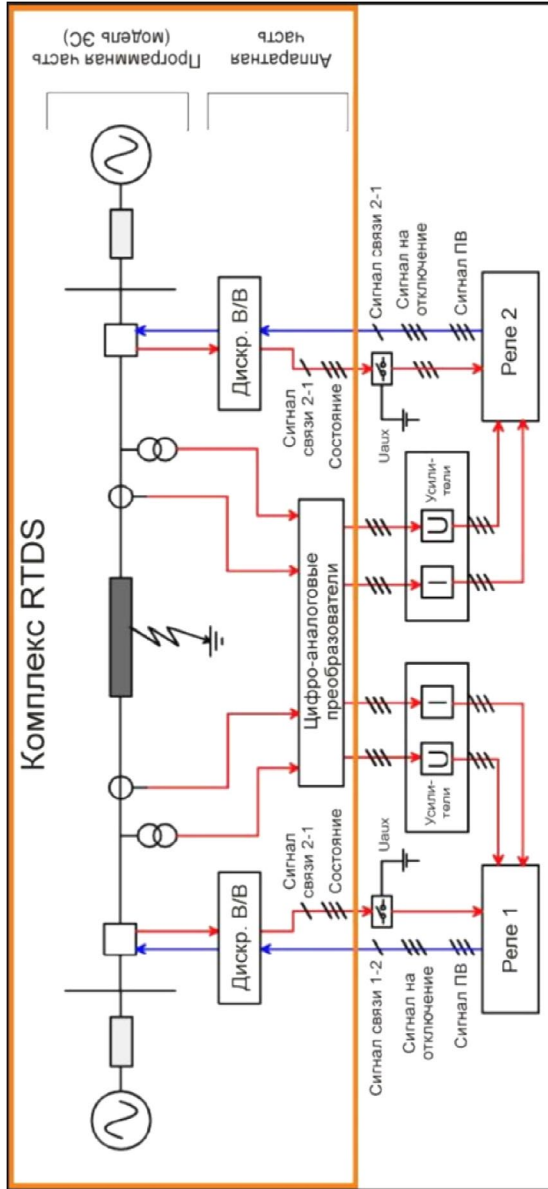 Комплекс RTDS
Программная часть
(модель ЭС)
Аппаратная
часть
Дискр. В/В
Дискр. В/В
Сигнал
связи 2-1
Состояние
Сигнал
связи 2-1
Состояние
Цифро-аналоговые
преобразователи
Сигнал связи 1-2
Сигнал на
отключение
Сигнал ПВ
Uaux
Усили-
тели
U
I
I
U
Усили-
тели
Uaux
Сигнал связи 2-1
Сигнал на
отключение
Сигнал ПВ
Реле 1
Реле 2